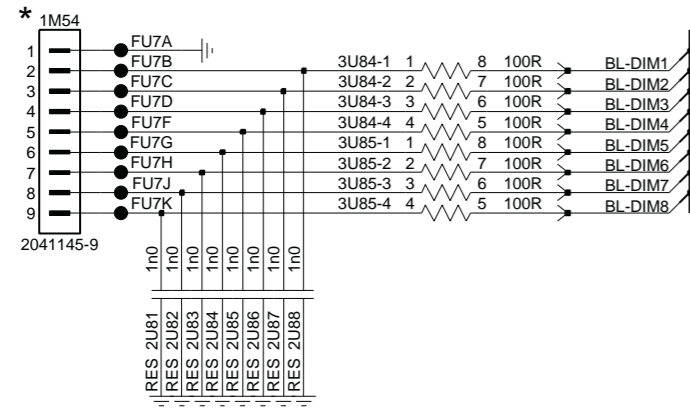 * 1M54
1 FU7A
2 FU7B 3U84-1 1 8 100R BL-DIM1
3 FU7C 3U84-2 2 7 100R BL-DIM2
4 FU7D 3U84-3 3 6 100R BL-DIM3
5 FU7F 3U84-4 4 5 100R BL-DIM4
6 FU7G 3U85-1 1 8 100R BL-DIM5
7 FU7H 3U85-2 2 7 100R BL-DIM6
8 FU7J 3U85-3 3 6 100R BL-DIM7
9 FU7K 3U85-4 4 5 100R BL-DIM8
2041145-9
1n0 1n0 1n0 1n0 1n0 1n0 1n0 1n0
RES 2U81
RES 2U82
RES 2U83
RES 2U84
RES 2U85
RES 2U86
RES 2U87
RES 2U88